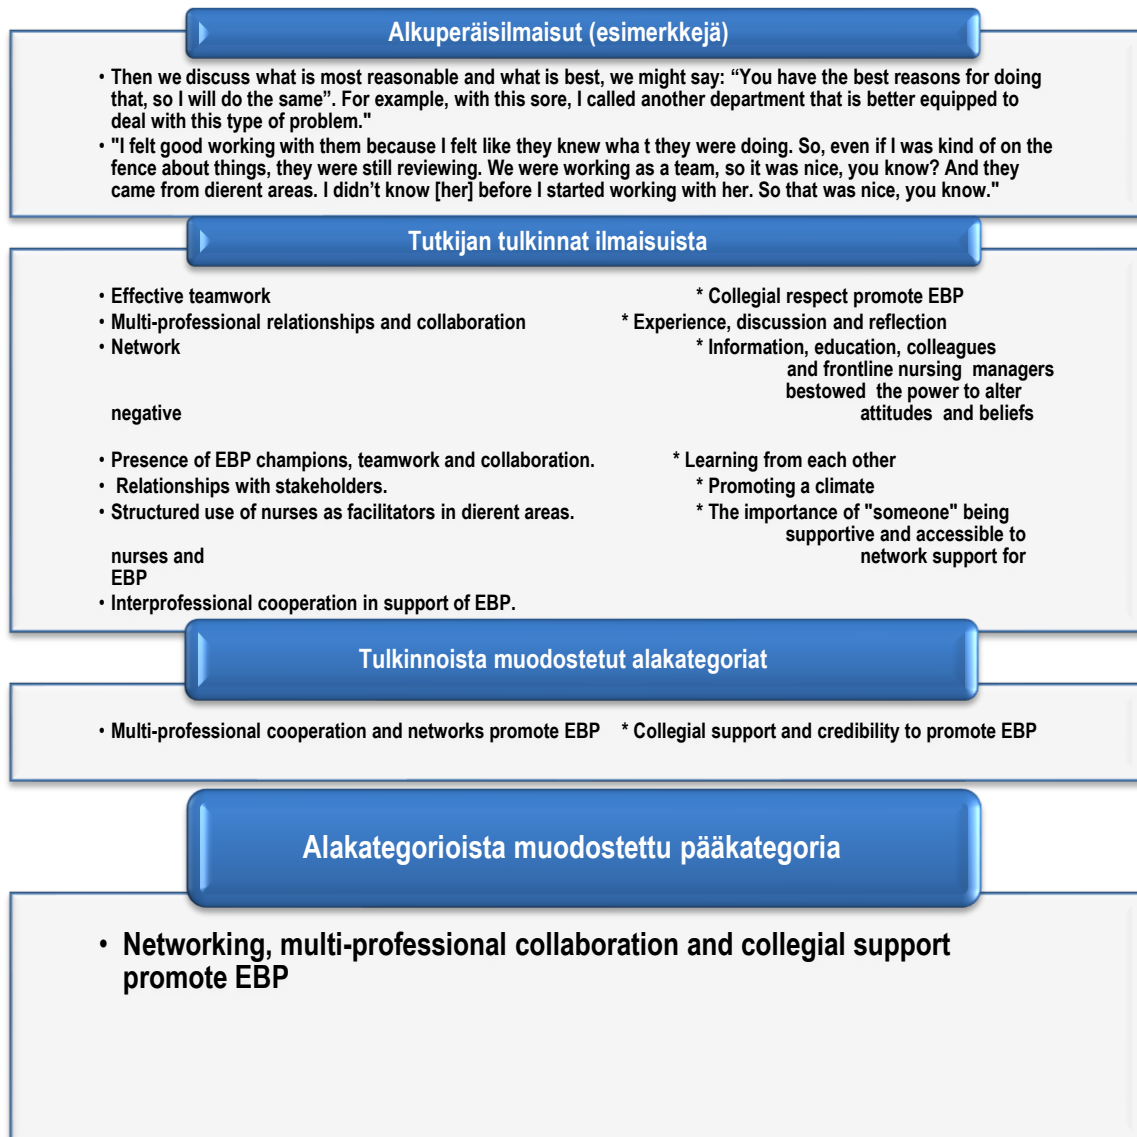 Alkuperäisilmaisut (esimerkkejä)
• Then we discuss what is most reasonable and what is best, we might say: “You have the best reasons for doing
that, so I will do the same”. For example, with this sore, I called another department that is better equipped to
deal with this type of problem."
• "I felt good working with them because I felt like they knew wha t they were doing. So, even if I was kind of on the
fence about things, they were still reviewing. We were working as a team, so it was nice, you know? And they
came from dierent areas. I didn’t know [her] before I started working with her. So that was nice, you know."
Tutkijan tulkinnat ilmaisuista
• Effective teamwork * Collegial respect promote EBP
• Multi-professional relationships and collaboration * Experience, discussion and reflection
• Network * Information, education, colleagues
and frontline nursing managers
bestowed the power to alter
negative attitudes and beliefs
• Presence of EBP champions, teamwork and collaboration. * Learning from each other
• Relationships with stakeholders. * Promoting a climate
• Structured use of nurses as facilitators in dierent areas. * The importance of "someone" being
supportive and accessible to
nurses and network support for
EBP
• Interprofessional cooperation in support of EBP.
Tulkinnoista muodostetut alakategoriat
• Multi-professional cooperation and networks promote EBP * Collegial support and credibility to promote EBP
Alakategorioista muodostettu pääkategoria
• Networking, multi-professional collaboration and collegial support
promote EBP